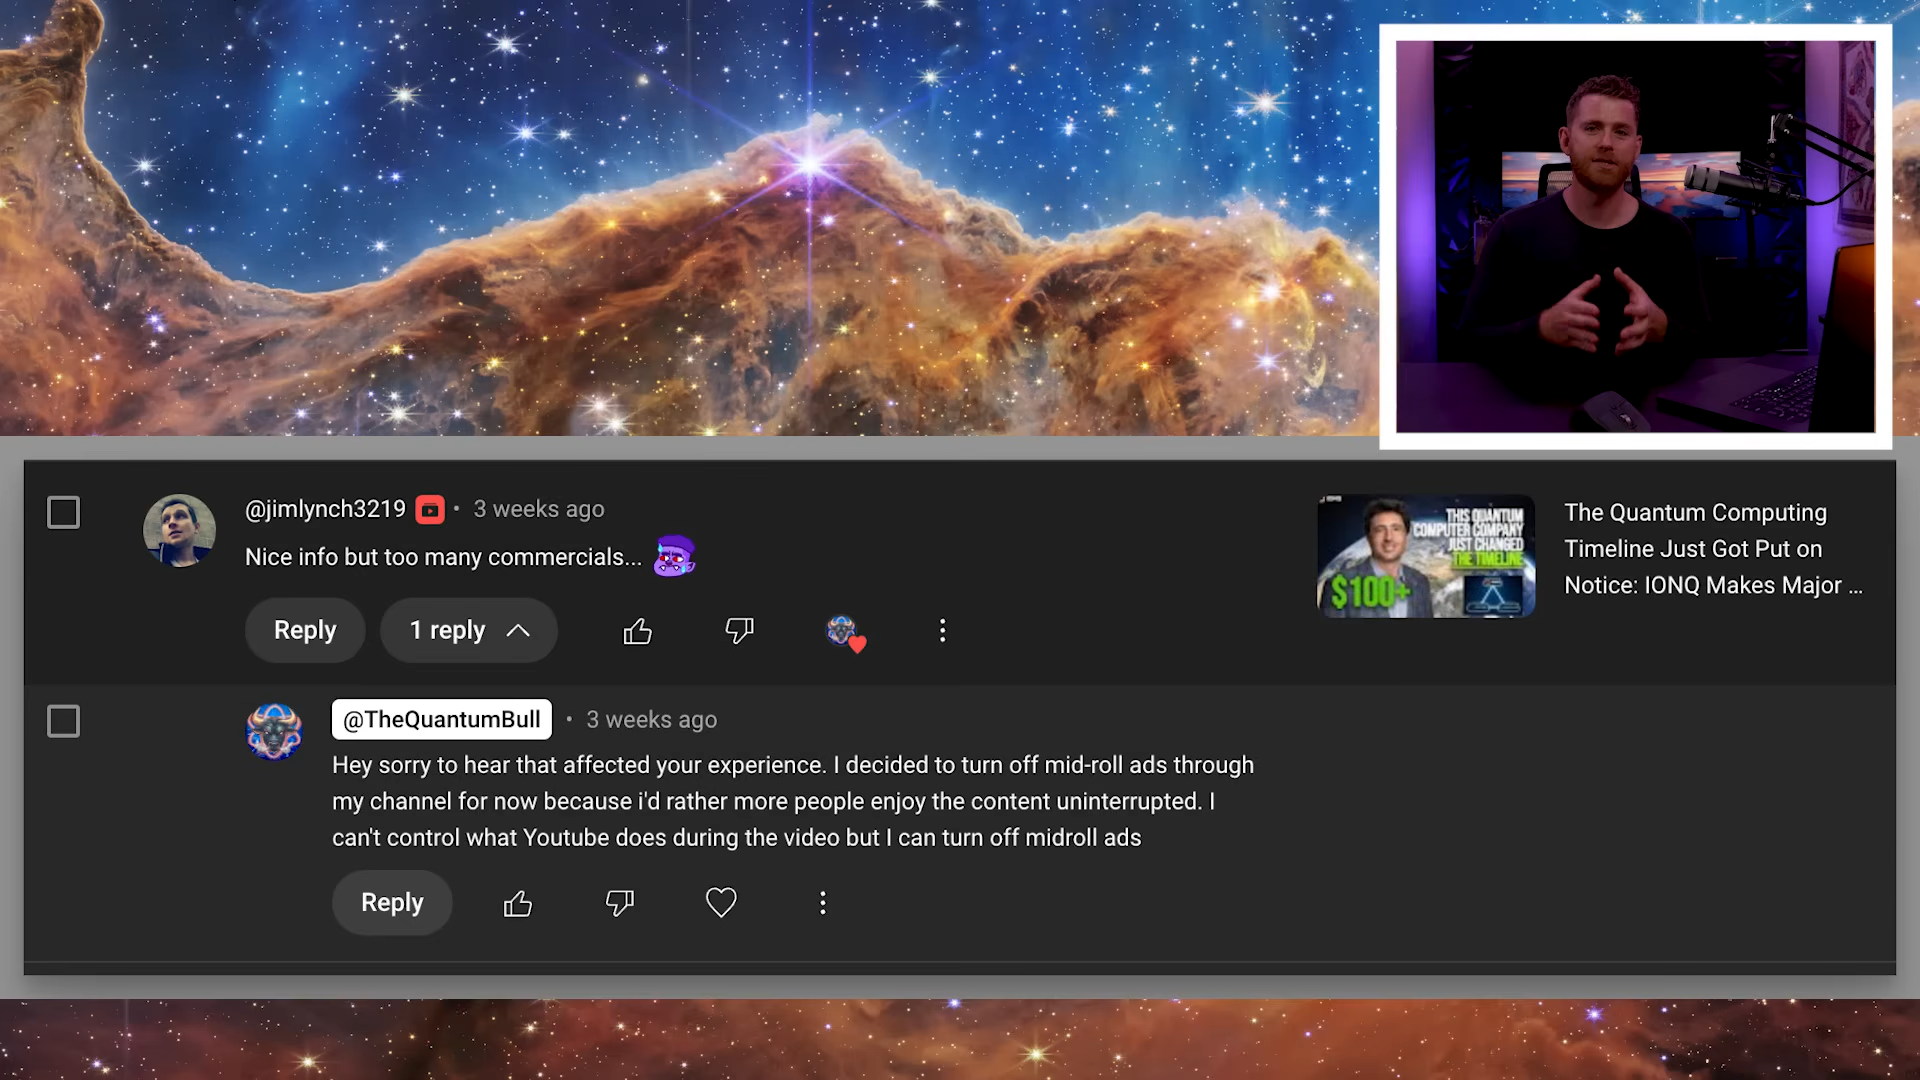 @jimlynch3219 • 3 weeks ago
Nice info but too many commercials...
Reply
1 reply
THIS QUANTUM
COMPUTER COMPANY
JUST CHANGED
THE TIMELINE
$100+
The Quantum Computing
Timeline Just Got Put on
Notice: IONQ Makes Major ...
@TheQuantumBull • 3 weeks ago
Hey sorry to hear that affected your experience. I decided to turn off mid-roll ads through
my channel for now because i'd rather more people enjoy the content uninterrupted. I
can't control what Youtube does during the video but I can turn off midroll ads
Reply